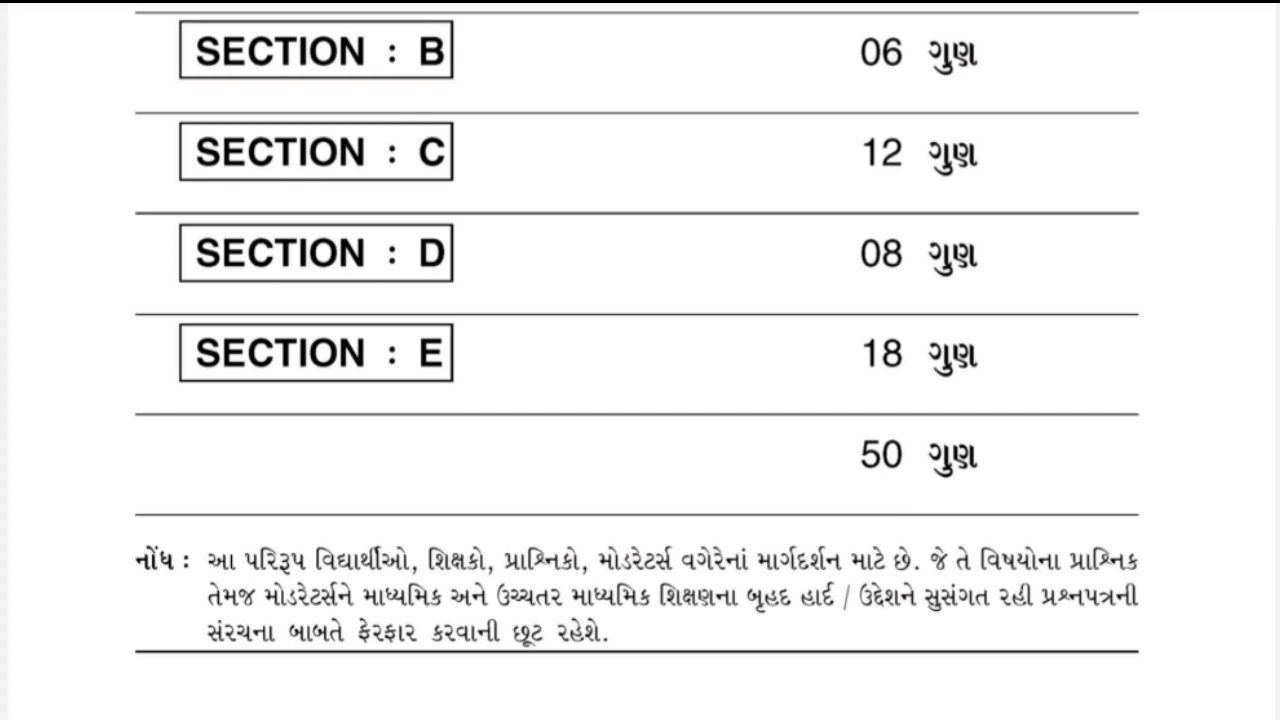 SECTION : B 06 ગુણ
SECTION : C 12 ગુણ
SECTION : D 08 ગુણ
SECTION : E 18 ગુણ
50 ગુણ
નોંધ : આ પરિરૂપ વિદ્યાર્થીઓ, શિક્ષકો, પ્રાશ્નિકો, મોડરેટર્સ વગેરેનાં માર્ગદર્શન માટે છે. જે તે વિષયોના પ્રાશ્નિક
તેમજ મોડરેટર્સને માધ્યમિક અને ઉચ્ચતર માધ્યમિક શિક્ષણના બૃહદ હાર્દ / ઉદ્દેશને સુસંગત રહી પ્રશ્નપત્રની
સંરચના બાબતે ફેરફાર કરવાની છૂટ રહેશે.